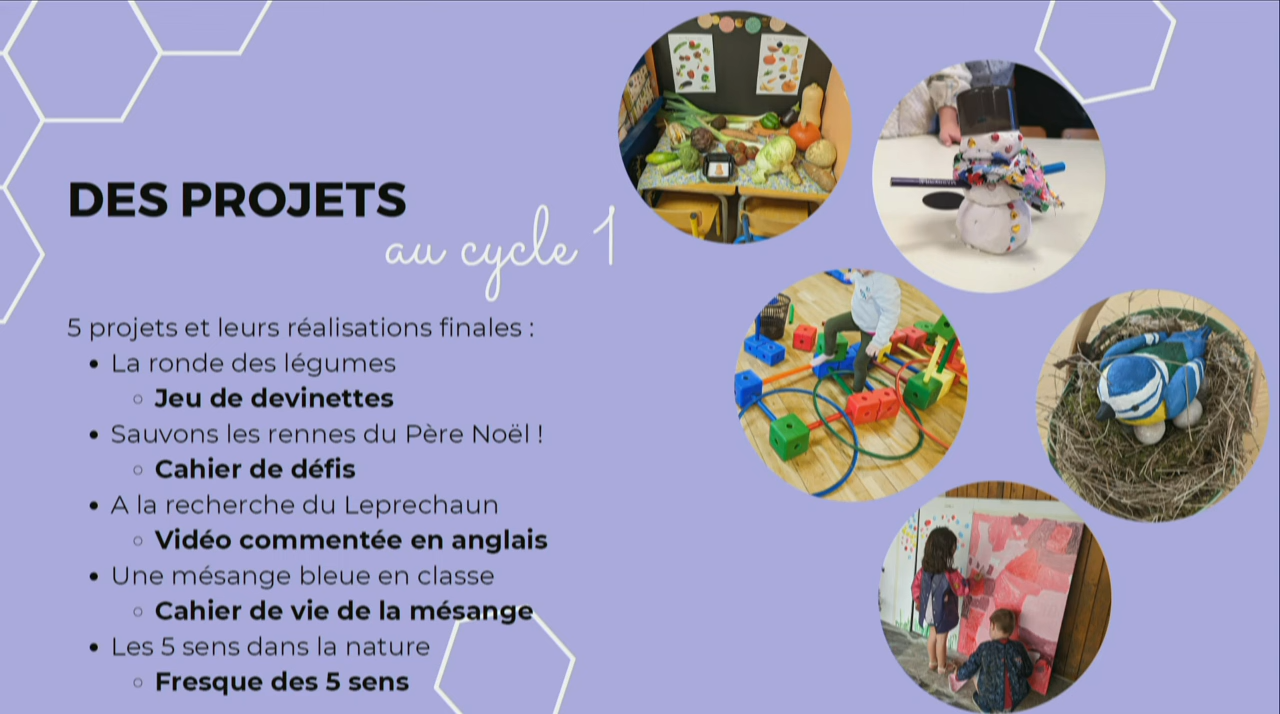 DES PROJETS
au cycle 1
5 projets et leurs réalisations finales :
La ronde des légumes
Jeu de devinettes
Sauvons les rennes du Père Noël !
Cahier de défis
A la recherche du Leprechaun
Vidéo commentée en anglais
Une mésange bleue en classe
Cahier de vie de la mésange
Les 5 sens dans la nature
Fresque des 5 sens